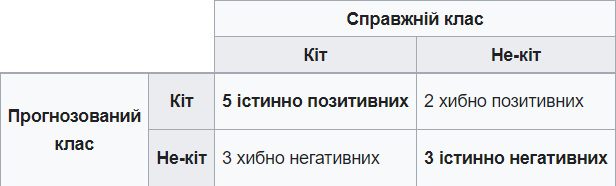 Справжній клас
Кіт
Не-кіт
Прогнозований
клас
Кіт
5 істинно позитивних
2 хибно позитивних
Не-кіт
3 хибно негативних
3 істинно негативних